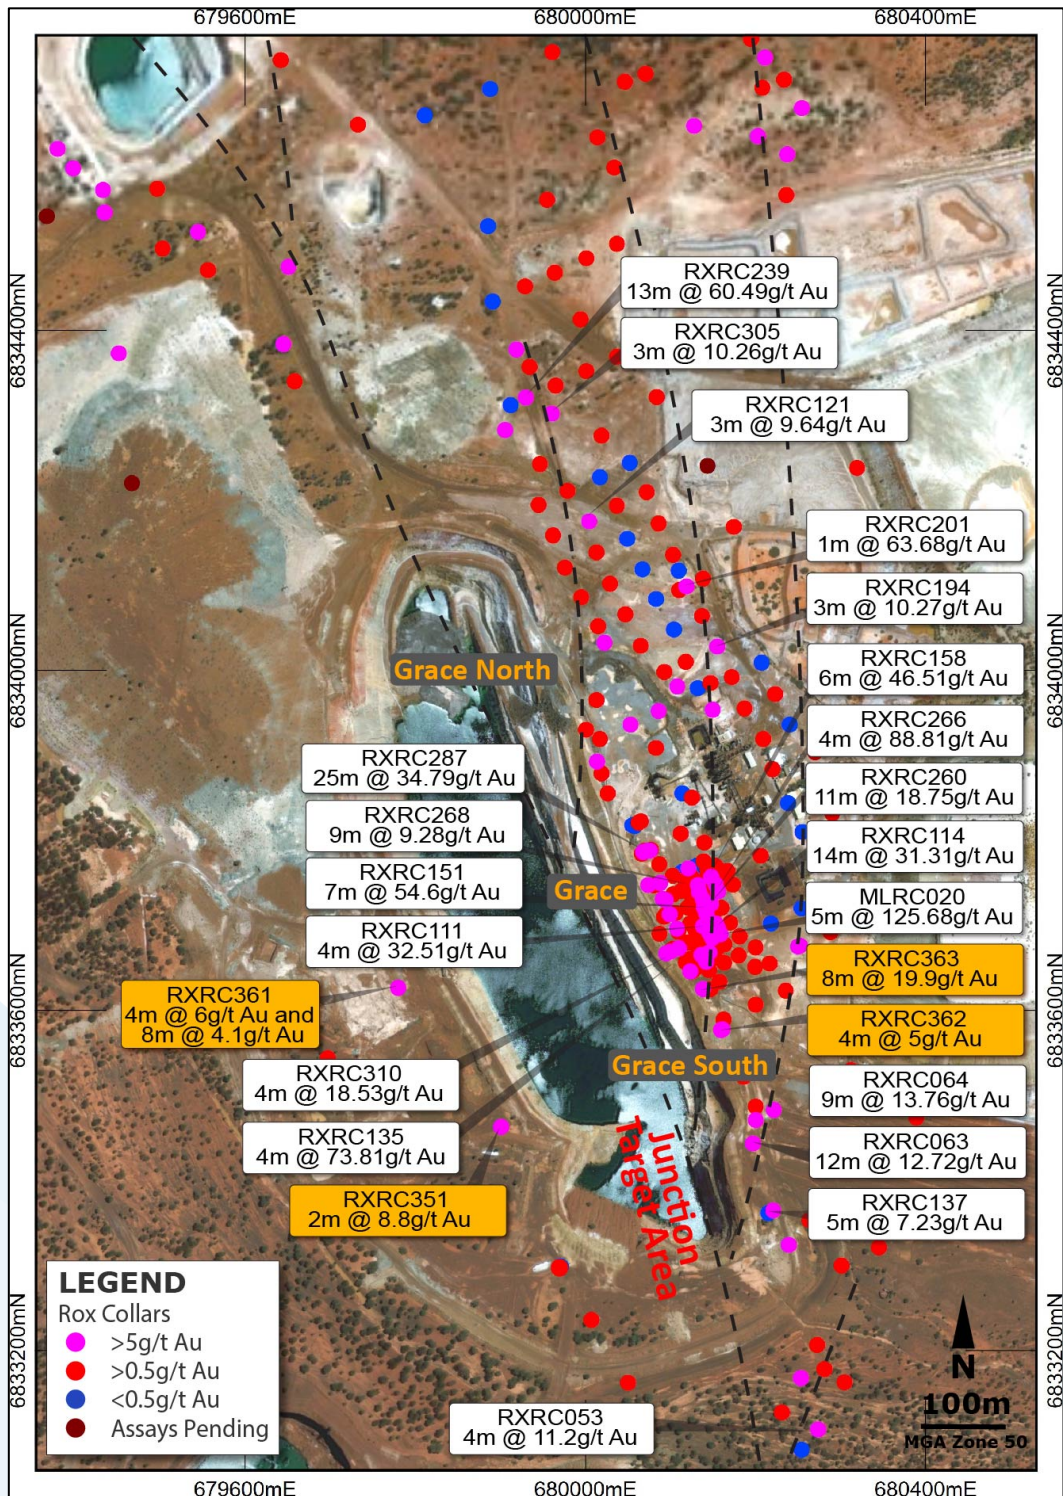 679600mE
680000mE
680400mE
6834400mN
6834400mN
RXRC239
13m @ 60.49g/t Au
RXRC305
3m @ 10.26g/t Au
RXRC121
3m @ 9.64g/t Au
RXRC201
1m @ 63.68g/t Au
RXRC194
3m @ 10.27g/t Au
6834000mN
6834000mN
Grace North
RXRC158
6m @ 46.51g/t Au
RXRC266
4m @ 88.81g/t Au
RXRC287
25m @ 34.79g/t Au
RXRC260
11m @ 18.75g/t Au
RXRC268
9m @ 9.28g/t Au
RXRC114
14m @ 31.31g/t Au
RXRC151
7m @ 54.6g/t Au
Grace
MLRC020
5m @ 125.68g/t Au
RXRC111
4m @ 32.51g/t Au
RXRC363
8m @ 19.9g/t Au
RXRC361
4m @ 6g/t Au and
8m @ 4.1g/t Au
RXRC362
4m @ 5g/t Au
6833600mN
6833600mN
Grace South
RXRC310
4m @ 18.53g/t Au
RXRC064
9m @ 13.76g/t Au
RXRC135
4m @ 73.81g/t Au
RXRC063
12m @ 12.72g/t Au
Junction
Target Area
RXRC351
2m @ 8.8g/t Au
RXRC137
5m @ 7.23g/t Au
LEGEND
Rox Collars
>5g/t Au
>0.5g/t Au
<0.5g/t Au
Assays Pending
6833200mN
6833200mN
N
100m
MGA Zone 50
RXRC053
4m @ 11.2g/t Au
679600mE
680000mE
680400mE